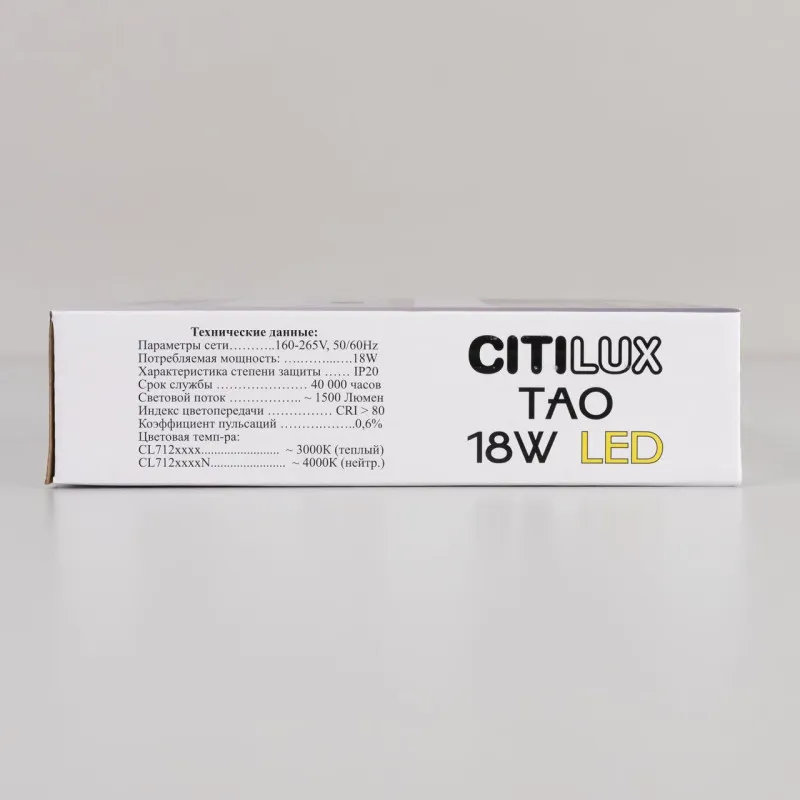 Технические данные:
Параметры сети………..160-265V, 50/60Hz
Потребляемая мощность: …………..….18W
Характеристика степени защиты …… IP20
Срок службы ………………… 40 000 часов
Световой поток …………….. ~ 1500 Люмен
Индекс цветопередачи …………… CRI > 80
Коэффициент пульсаций ……….……..0,6%
Цветовая темп-ра:
CL712xxxx......................... ~ 3000K (теплый)
CL712xxxxN........................ ~ 4000K (нейтр.)
CITILUX
TAO
18W LED